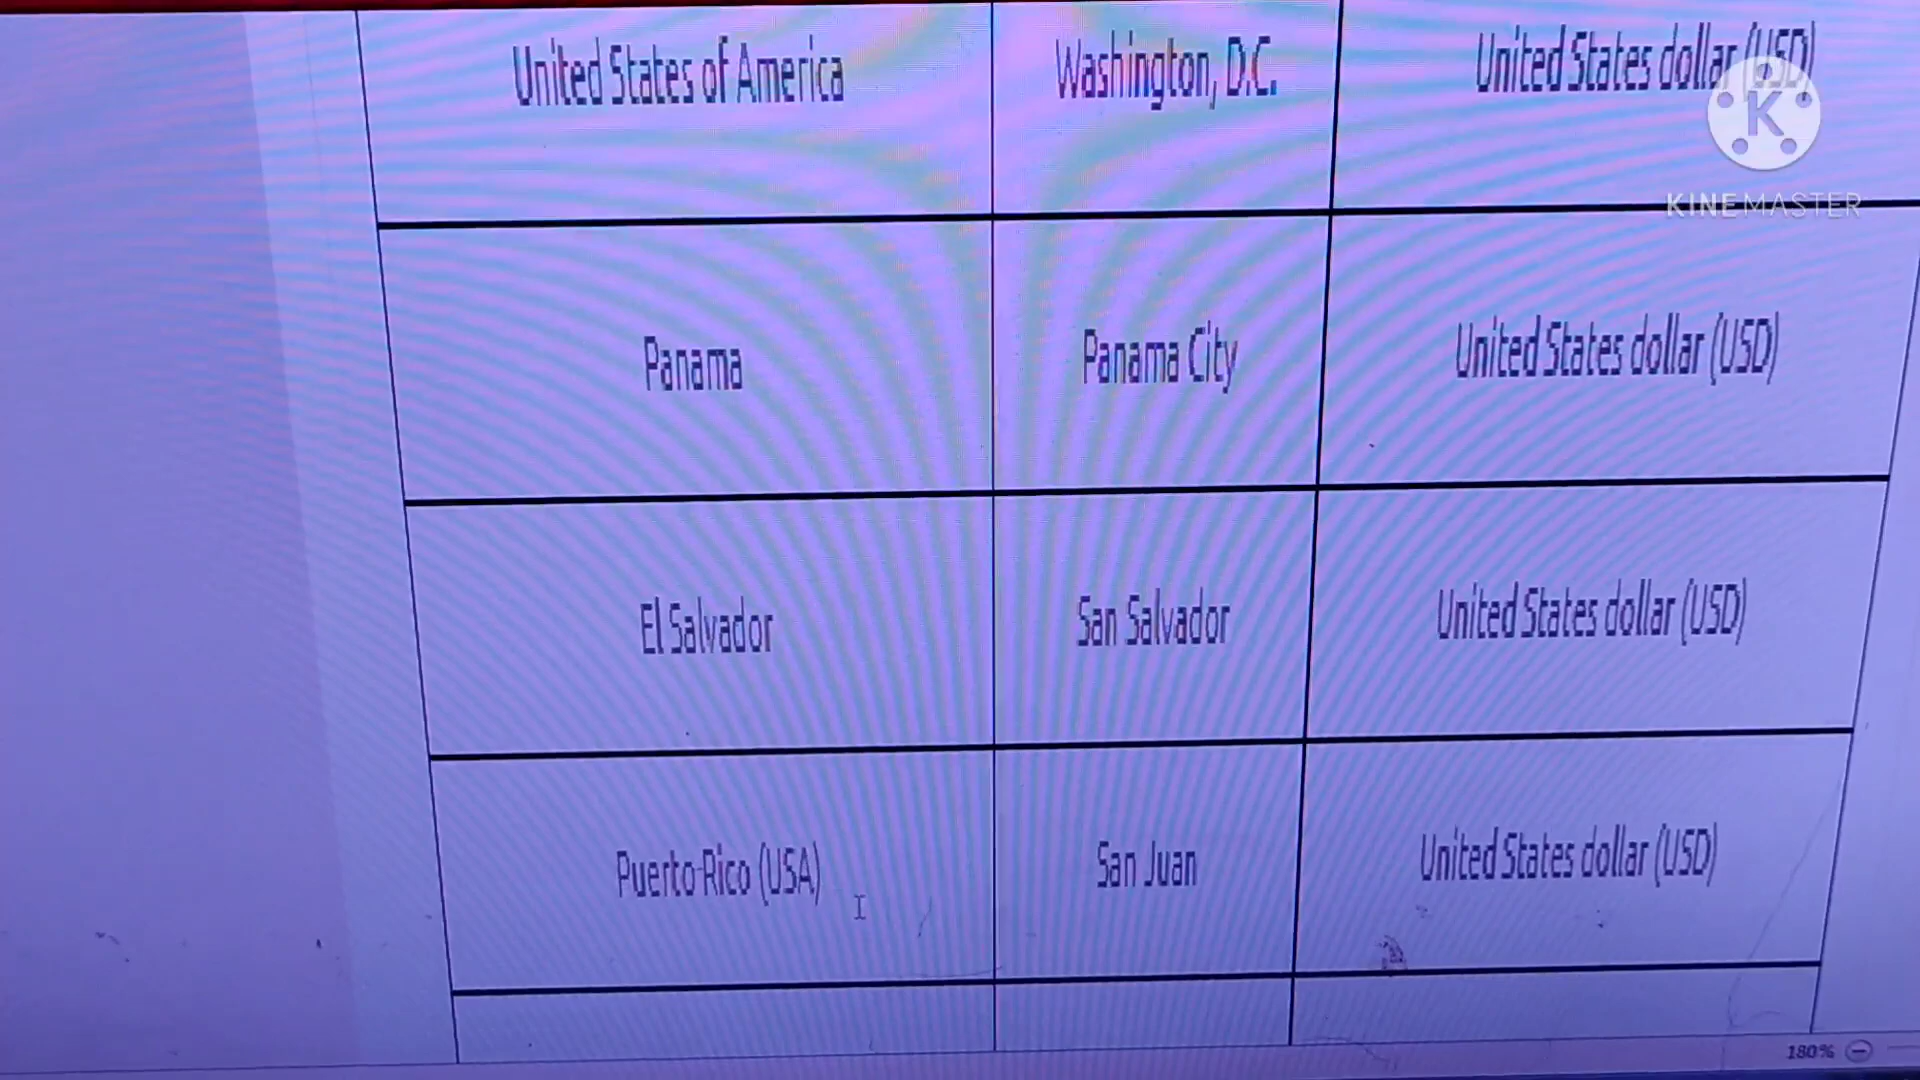 United States of America Washington, D.C. United States dollar (USD)
K
KINEMASTER
Panama Panama City United States dollar (USD)
El Salvador San Salvador United States dollar (USD)
Puerto Rico (USA) San Juan United States dollar (USD)
180%